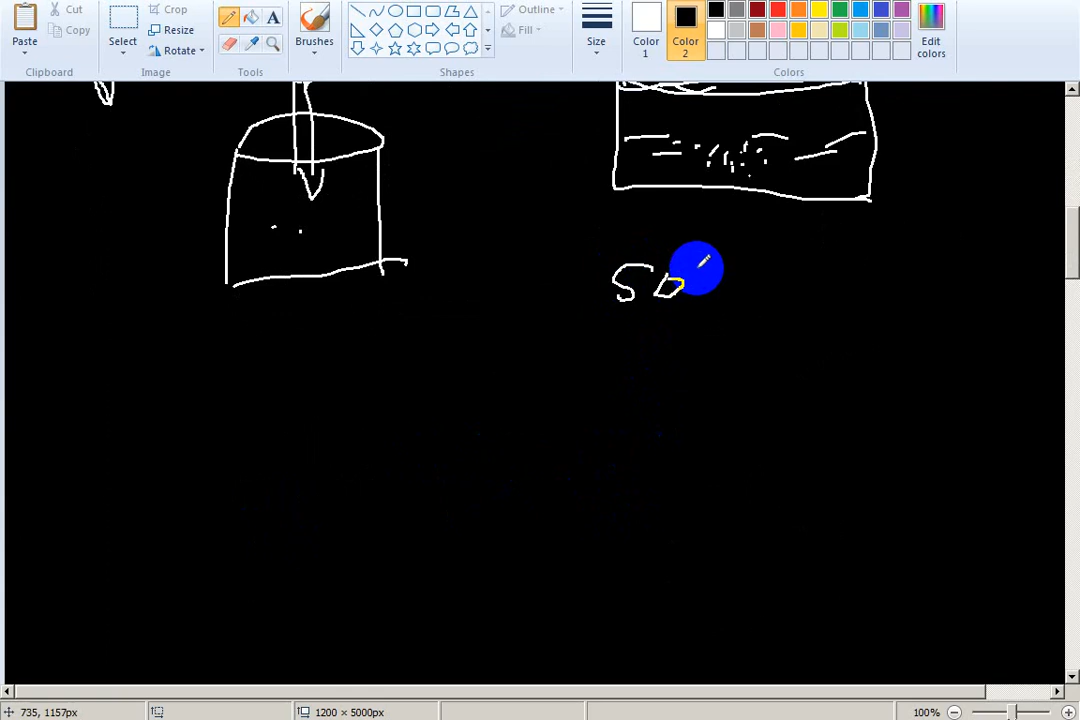 Paste
Cut
Copy
Clipboard
Select
Crop
Resize
Rotate
Image
Tools
Brushes
Shapes
Outline
Fill
Size
Color
1
Color
2
Colors
Edit
colors
SD
735, 1157px
1200 × 5000px
100%